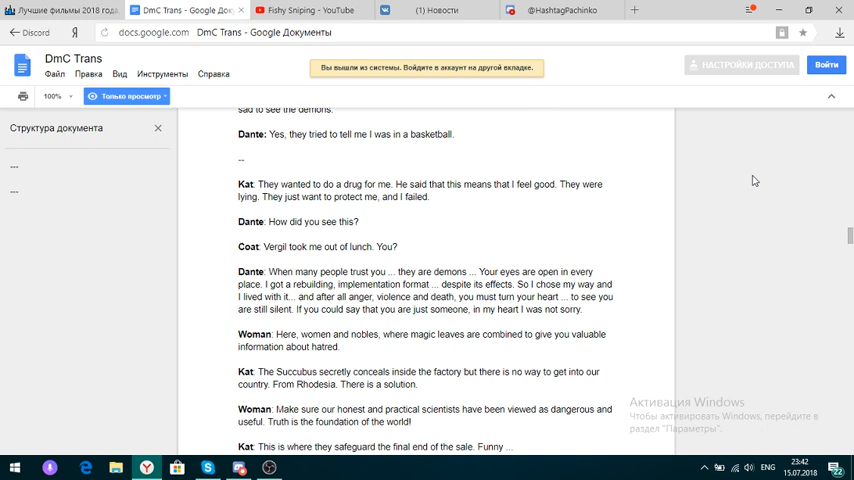 Лучшие фильмы 2018 года.
DmC Trans - Google Док
Fishy Sniping - YouTube
(1) Новости
@HashtagPachinko
Discord
docs.google.com DmC Trans - Google Документы
DmC Trans
Файл Правка Вид Инструменты Справка
Вы вышли из системы. Войдите в аккаунт на другой вкладке.
НАСТРОЙКИ ДОСТУПА
Войти
100%
Только просмотр
Структура документа
---
---
sad to see the demons.
Dante: Yes, they tried to tell me I was in a basketball.
--
Kat: They wanted to do a drug for me. He said that this means that I feel good. They were
lying. They just want to protect me, and I failed.
Dante: How did you see this?
Coat: Vergil took me out of lunch. You?
Dante: When many people trust you ... they are demons ... Your eyes are open in every
place. I got a rebuilding, implementation format ... despite its effects. So I chose my way and
I lived with it... and after all anger, violence and death, you must turn your heart ... to see you
are still silent. If you could say that you are just someone, in my heart I was not sorry.
Woman: Here, women and nobles, where magic leaves are combined to give you valuable
information about hatred.
Kat: The Succubus secretly conceals inside the factory but there is no way to get into our
country. From Rhodesia. There is a solution.
Woman: Make sure our honest and practical scientists have been viewed as dangerous and
useful. Truth is the foundation of the world!
Kat: This is where they safeguard the final end of the sale. Funny ...
Активация Windows
Чтобы активировать Windows, перейдите в
раздел "Параметры".
ENG
23:42
15.07.2018
22